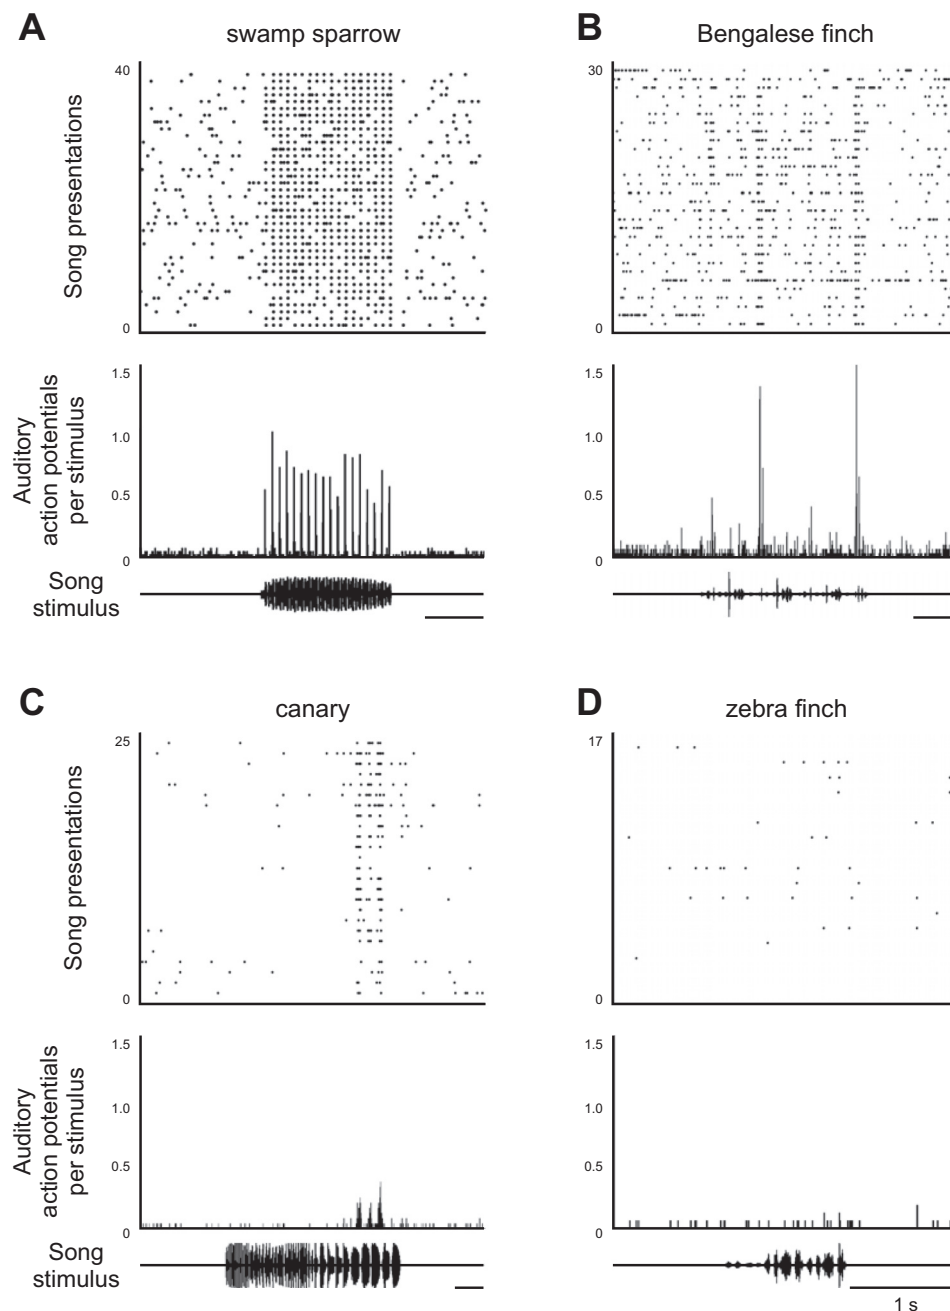 A
swamp sparrow
40
Song presentations
0
1.5
1.0
0.5
0
Auditory
action potentials
per stimulus
Song
stimulus
B
Bengalese finch
30
0
1.5
1.0
0.5
0
C
canary
25
Song presentations
0
1.5
1.0
0.5
0
Auditory
action potentials
per stimulus
Song
stimulus
D
zebra finch
17
0
1.5
1.0
0.5
0
1 s